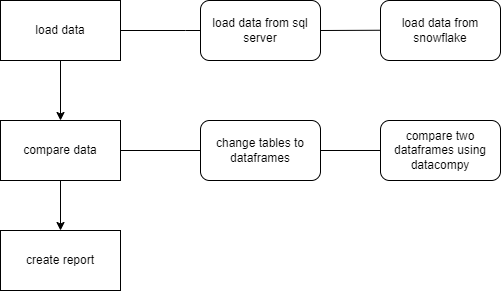 load data
load data from sql
server
load data from
snowflake
compare data
change tables to
dataframes
compare two
dataframes using
datacompy
create report